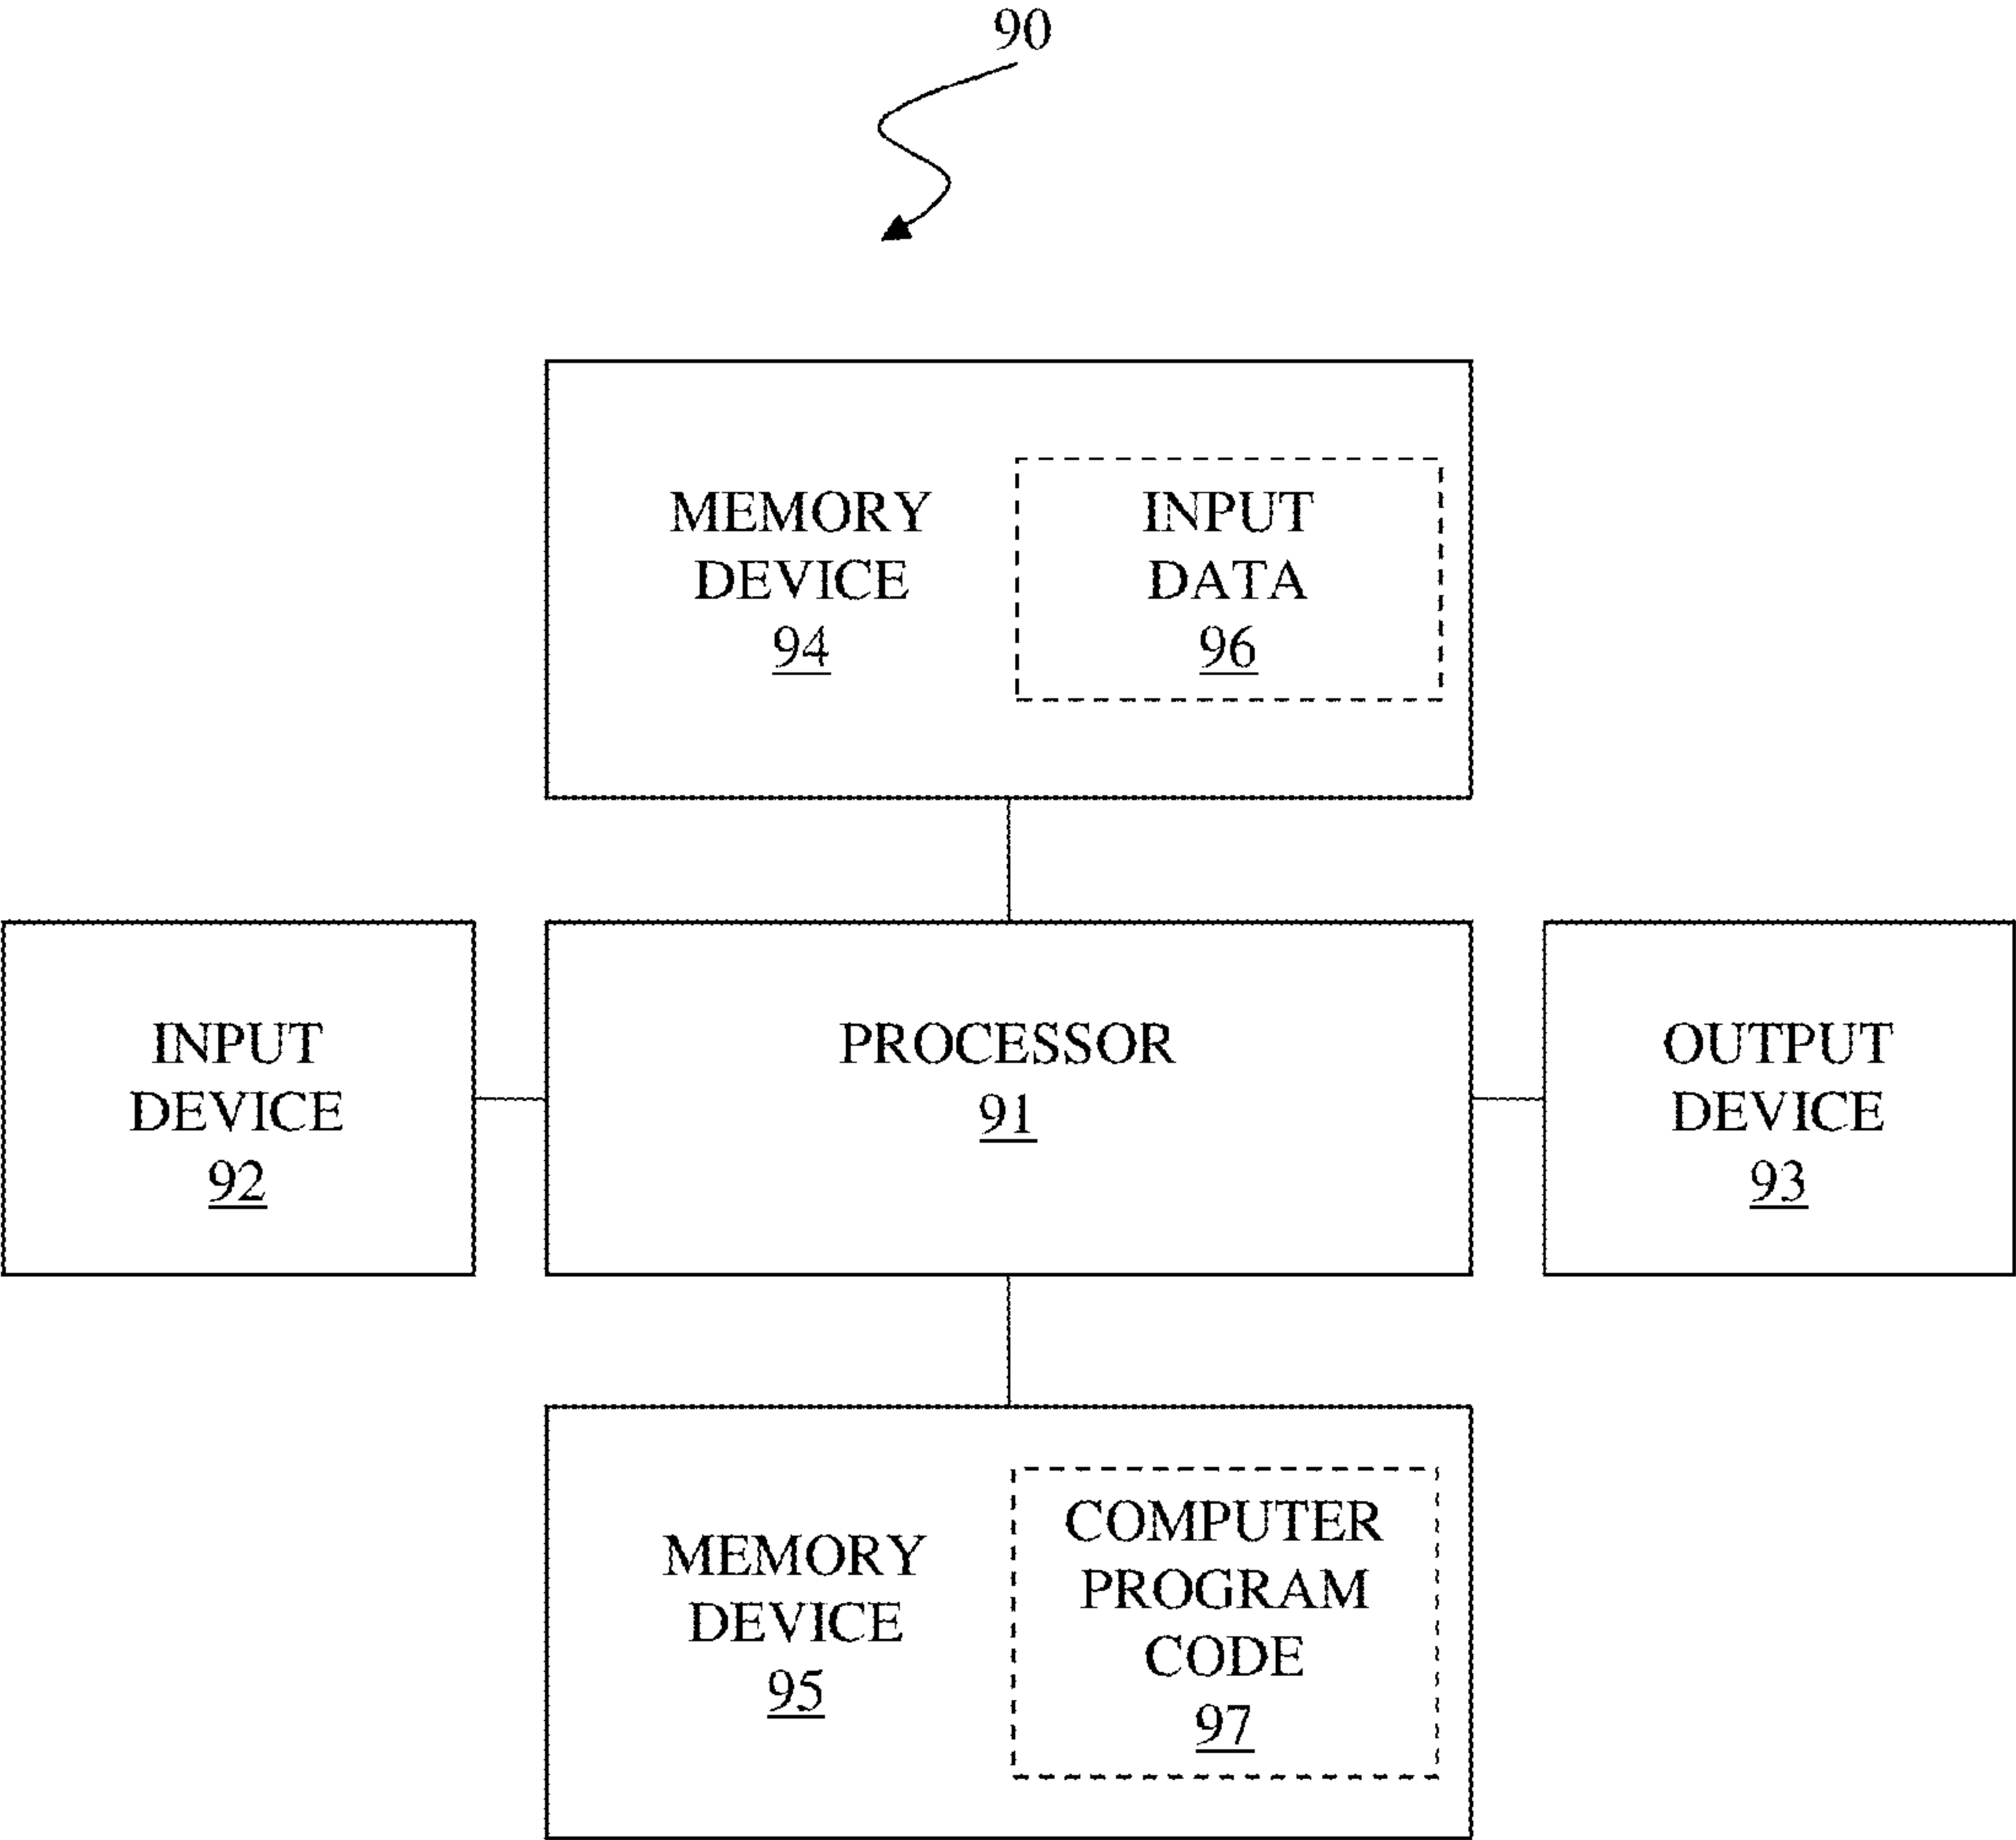 90
MEMORY
DEVICE
94
INPUT
DATA
96
INPUT
DEVICE
92
PROCESSOR
91
OUTPUT
DEVICE
93
MEMORY
DEVICE
95
COMPUTER
PROGRAM
CODE
97